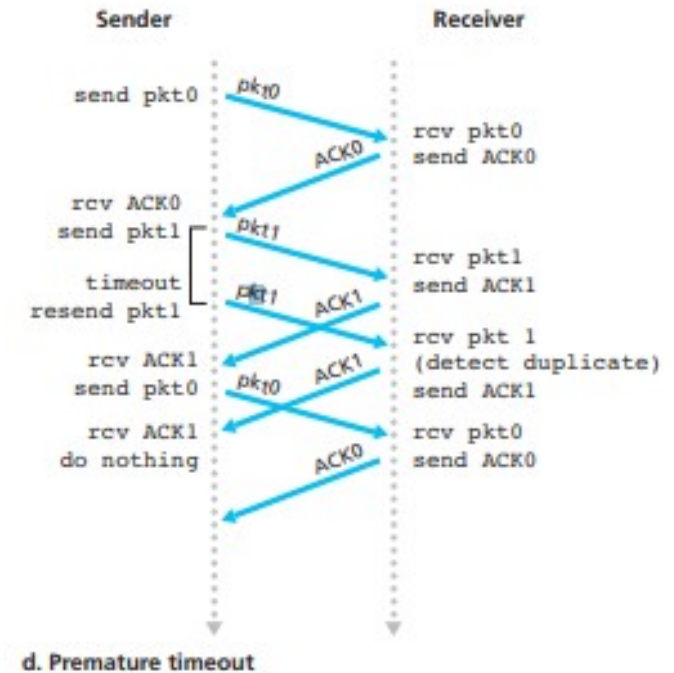 Sender Receiver
send pkt0
pkt0
rcv pkt0
send ACK0
ACK0
rcv ACK0
send pkt1
pkt1
rcv pkt1
send ACK1
timeout
resend pkt1
pkt1
ACK1
rcv pkt 1
(detect duplicate)
send ACK1
rcv ACK1
send pkt0
pkt0
ACK1
rcv ACK1
do nothing
rcv pkt0
send ACK0
ACK0
d. Premature timeout